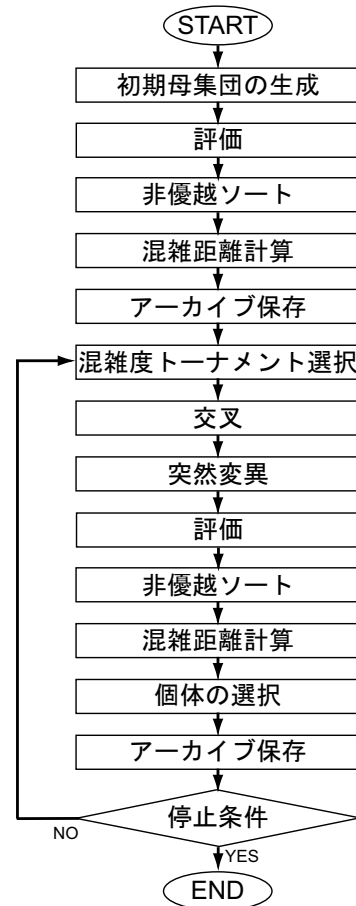 START
初期母集団の生成
評価
非優越ソート
混雑距離計算
アーカイブ保存
混雑度トーナメント選択
交叉
突然変異
評価
非優越ソート
混雑距離計算
個体の選択
アーカイブ保存
停止条件
NO
YES
END